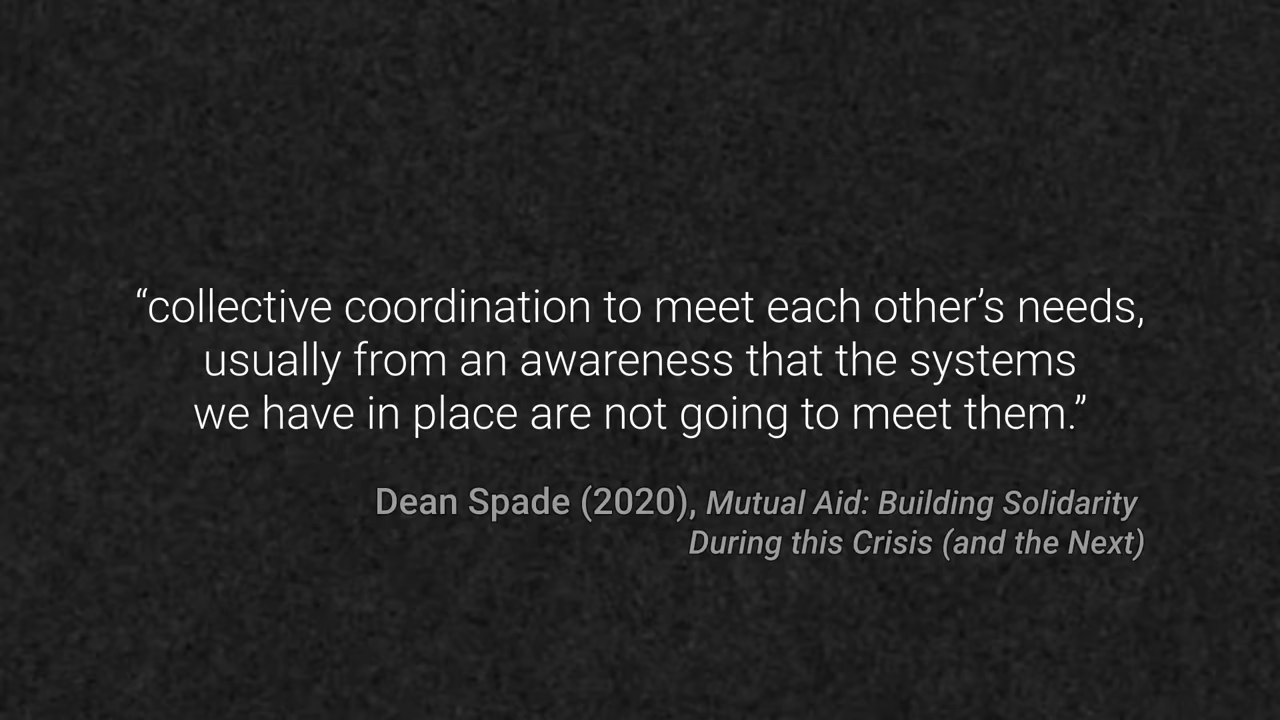 “collective coordination to meet each other’s needs,
usually from an awareness that the systems
we have in place are not going to meet them.”
Dean Spade (2020), Mutual Aid: Building Solidarity
During this Crisis (and the Next)